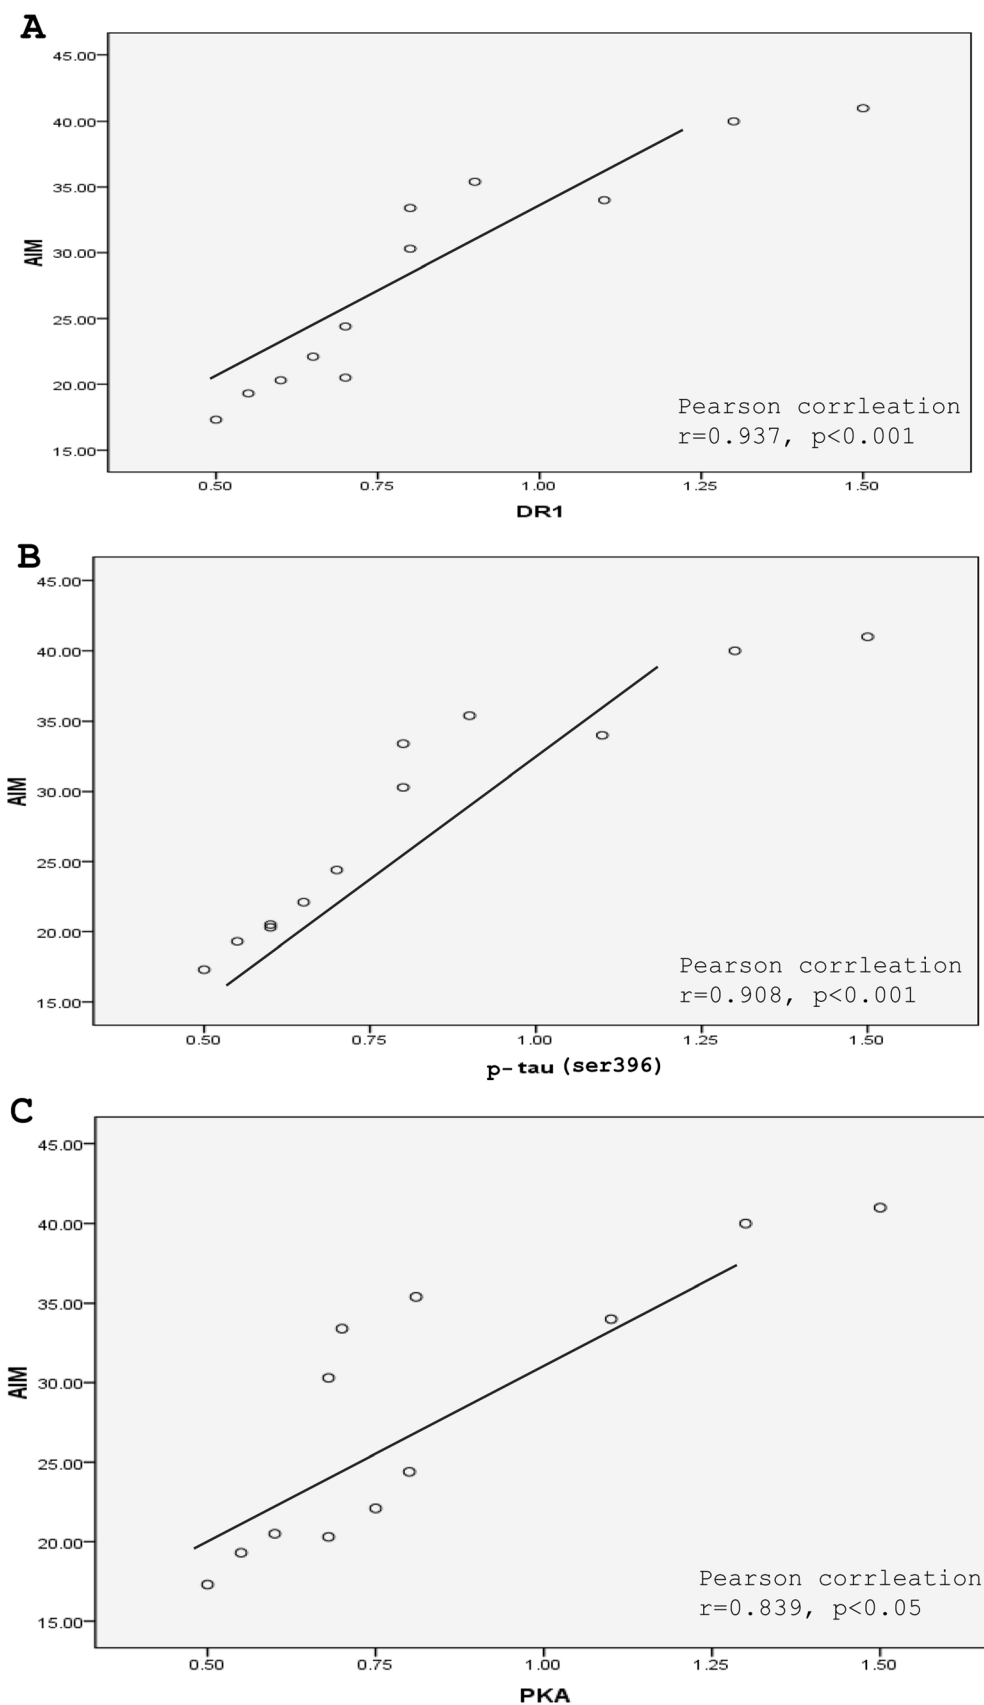 A
45.00
40.00
35.00
30.00
25.00
20.00
15.00
AIM
Pearson corrleation
r=0.937, p<0.001
0.50 0.75 1.00 1.25 1.50
DR1
B
45.00
40.00
35.00
30.00
25.00
20.00
15.00
AIM
Pearson corrleation
r=0.908, p<0.001
0.50 0.75 1.00 1.25 1.50
p-tau (ser396)
C
45.00
40.00
35.00
30.00
25.00
20.00
15.00
AIM
Pearson corrleation
r=0.839, p<0.05
0.50 0.75 1.00 1.25 1.50
PKA